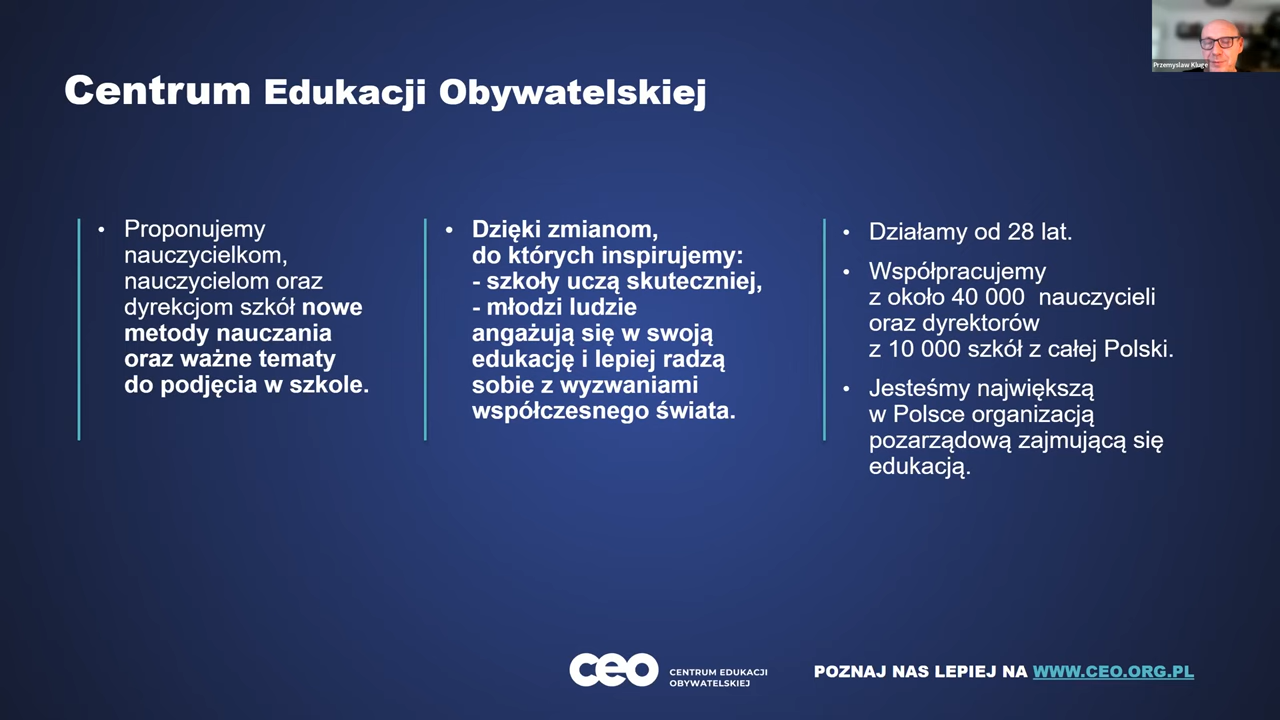 Przemyslaw Kluge
Centrum Edukacji Obywatelskiej
• Proponujemy
nauczycielkom,
nauczycielom oraz
dyrekcjom szkół nowe
metody nauczania
oraz ważne tematy
do podjęcia w szkole.
• Dzięki zmianom,
do których inspirujemy:
- szkoły uczą skuteczniej,
- młodzi ludzie
angażują się w swoją
edukację i lepiej radzą
sobie z wyzwaniami
współczesnego świata.
• Działamy od 28 lat.
• Współpracujemy
z około 40 000 nauczycieli
oraz dyrektorów
z 10 000 szkół z całej Polski.
• Jesteśmy największą
w Polsce organizacją
pozarządową zajmującą się
edukacją.
ceo
CENTRUM EDUKACJI
OBYWATELSKIEJ
POZNAJ NAS LEPIEJ NA WWW.CEO.ORG.PL